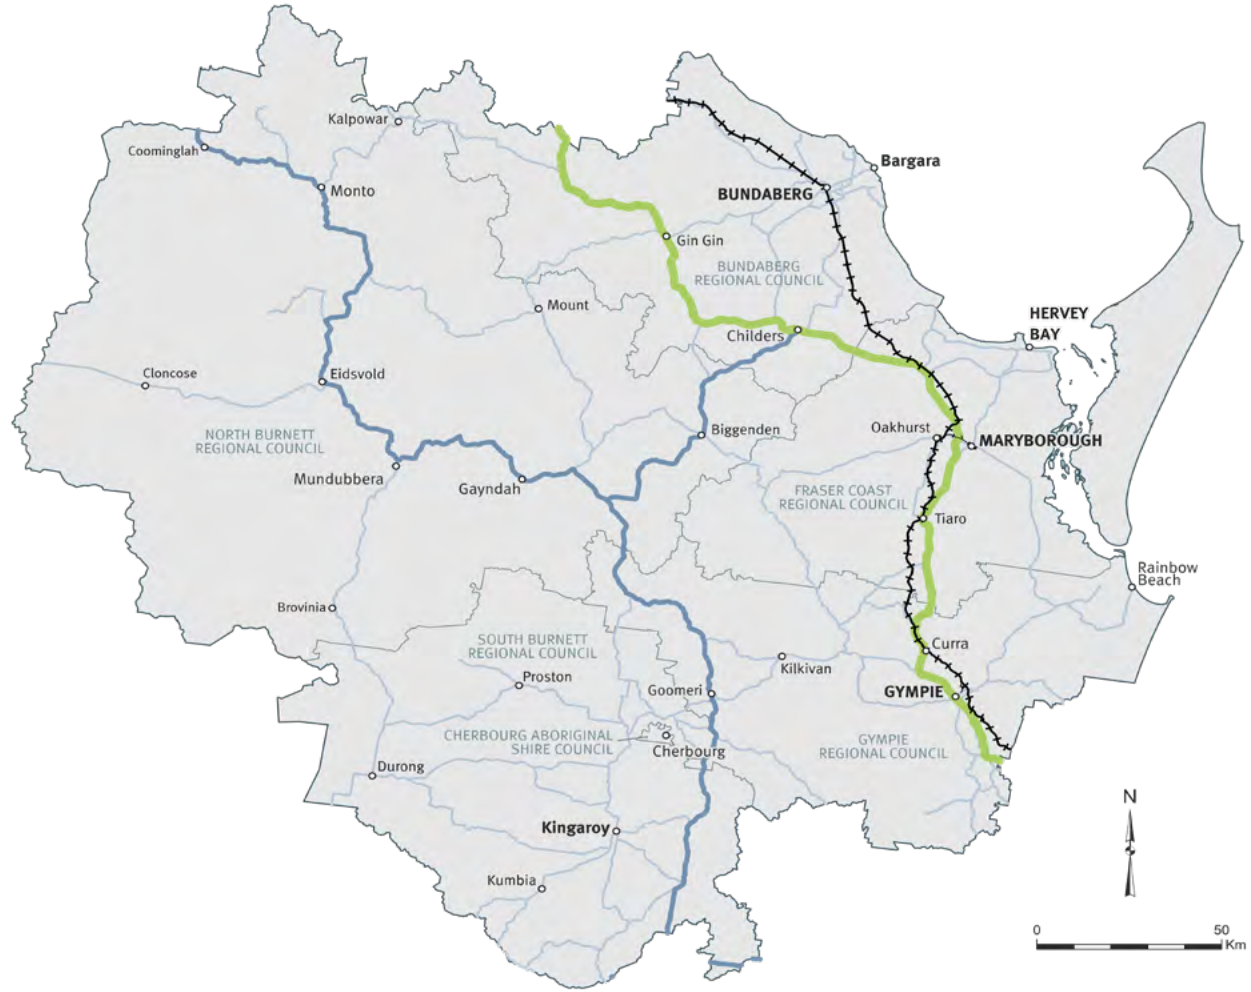 Kalpowar
Coominglah
Bargara
Monto
BUNDABERG
Gin Gin
BUNDABERG
REGIONAL COUNCIL
Mount
HERVEY
BAY
Childers
Cloncose
Eidsvold
Oakhurst
Biggenden
NORTH BURNETT
REGIONAL COUNCIL
MARYBOROUGH
Mundubbera
Gayndah
FRASER COAST
REGIONAL COUNCIL
Tiaro
Rainbow
Beach
Brovinia
SOUTH BURNETT
REGIONAL COUNCIL
Curra
Kilkivan
Proston
Goomeri
GYMPIE
CHERBOURG ABORIGINAL
SHIRE COUNCIL
GYMPIE
REGIONAL COUNCIL
Cherbourg
Durong
N
Kingaroy
Kumbia
0 50
Km